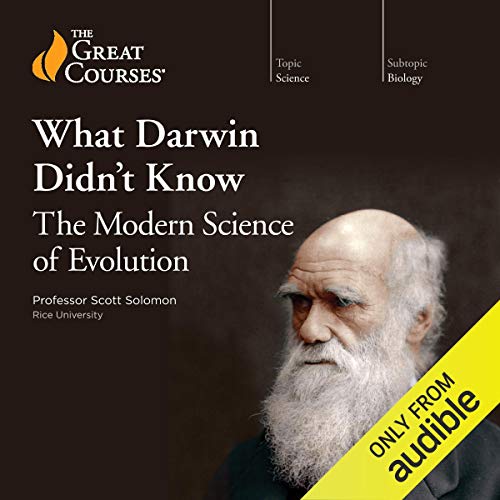 THE
GREAT
COURSES®
Topic
Science
Subtopic
Biology
What Darwin
Didn't Know
The Modern Science
of Evolution
Professor Scott Solomon
Rice University
ONLY FROM
audible